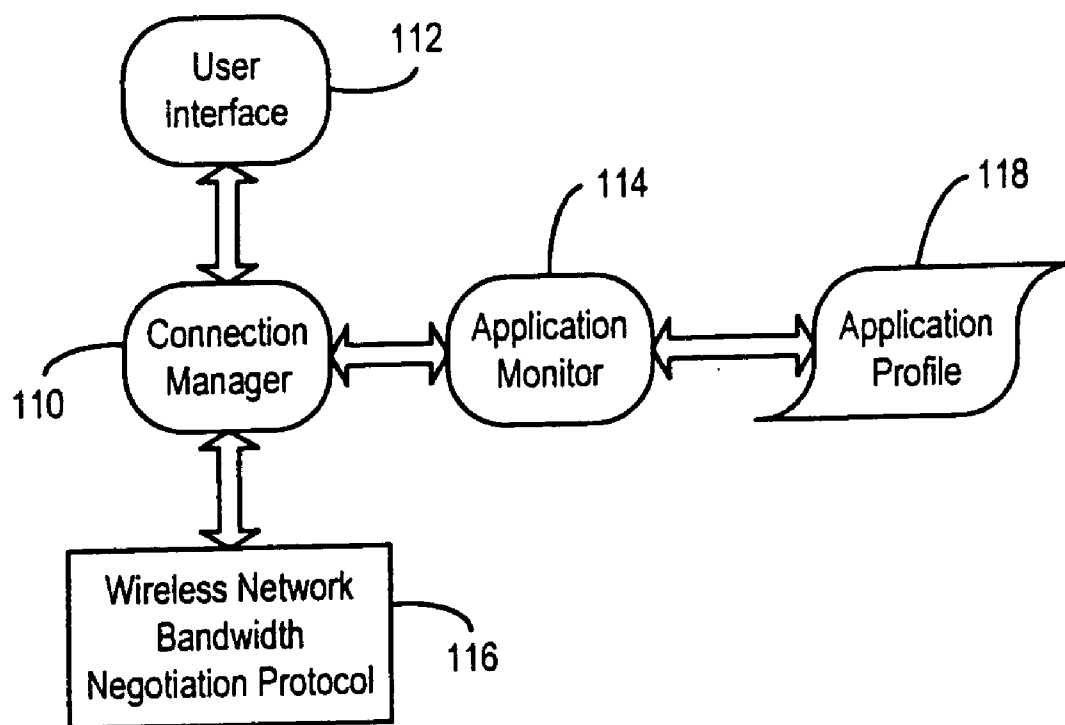 112
User
Interface
114
118
Connection
Manager
Application
Monitor
Application
Profile
110
Wireless Network
Bandwidth
Negotiation Protocol
116